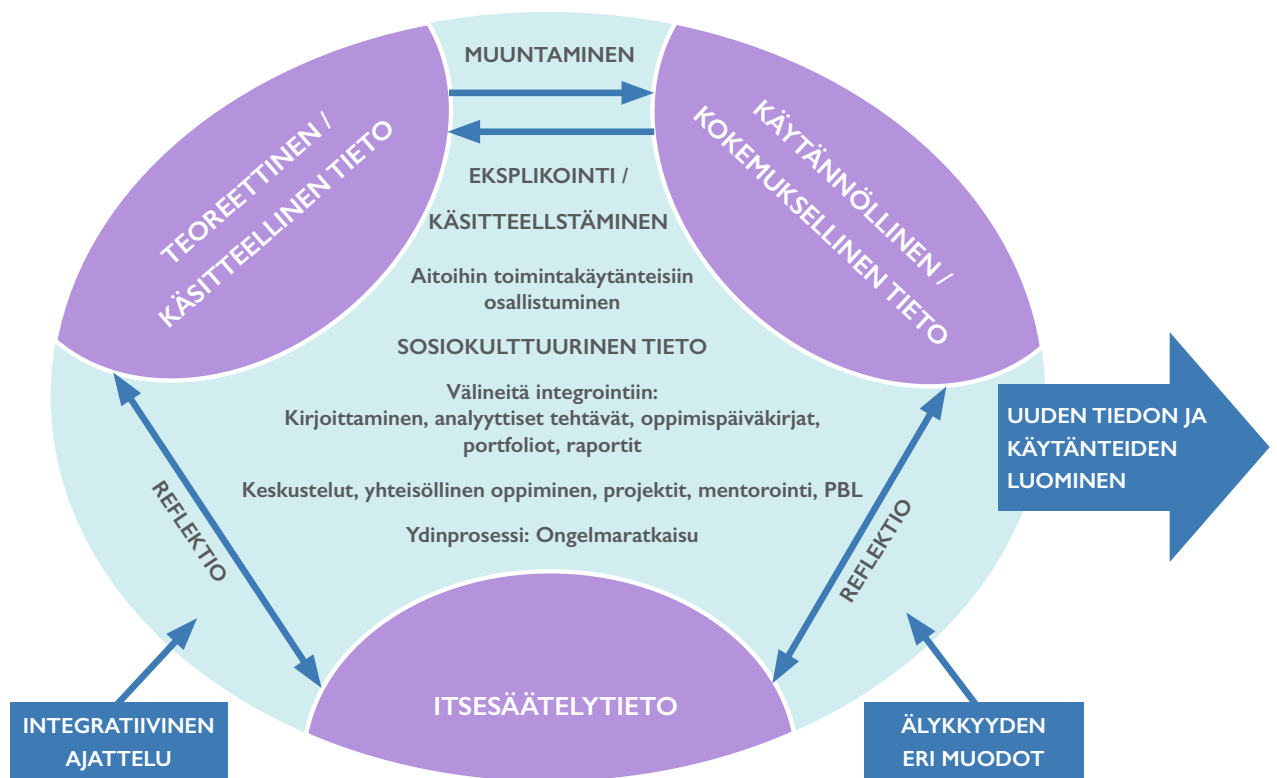 MUUNTAMINEN
TEOREETTINEN /
KÄSITTEELLINEN TIETO
KÄYTÄNNÖLLINEN /
KOKEMUKSELLINEN TIETO
EKSPLIKOINTI /
KÄSITTEELLSTÄMINEN
Aitoihin toimintakäytänteisiin
osallistuminen
SOSIOKULTTUURINEN TIETO
Välineitä integrointiin:
Kirjoittaminen, analyyttiset tehtävät, oppimispäiväkirjat,
portfoliot, raportit
Keskustelut, yhteisöllinen oppiminen, projektit, mentorointi, PBL
Ydinprosessi: Ongelmaratkaisu
UUDEN TIEDON JA
KÄYTÄNTEIDEN
LUOMINEN
REFLEKTIO
REFLEKTIO
ITSESÄÄTELYTIETO
INTEGRATIIVINEN
AJATTELU
ÄLYKKYYDEN
ERI MUODOT